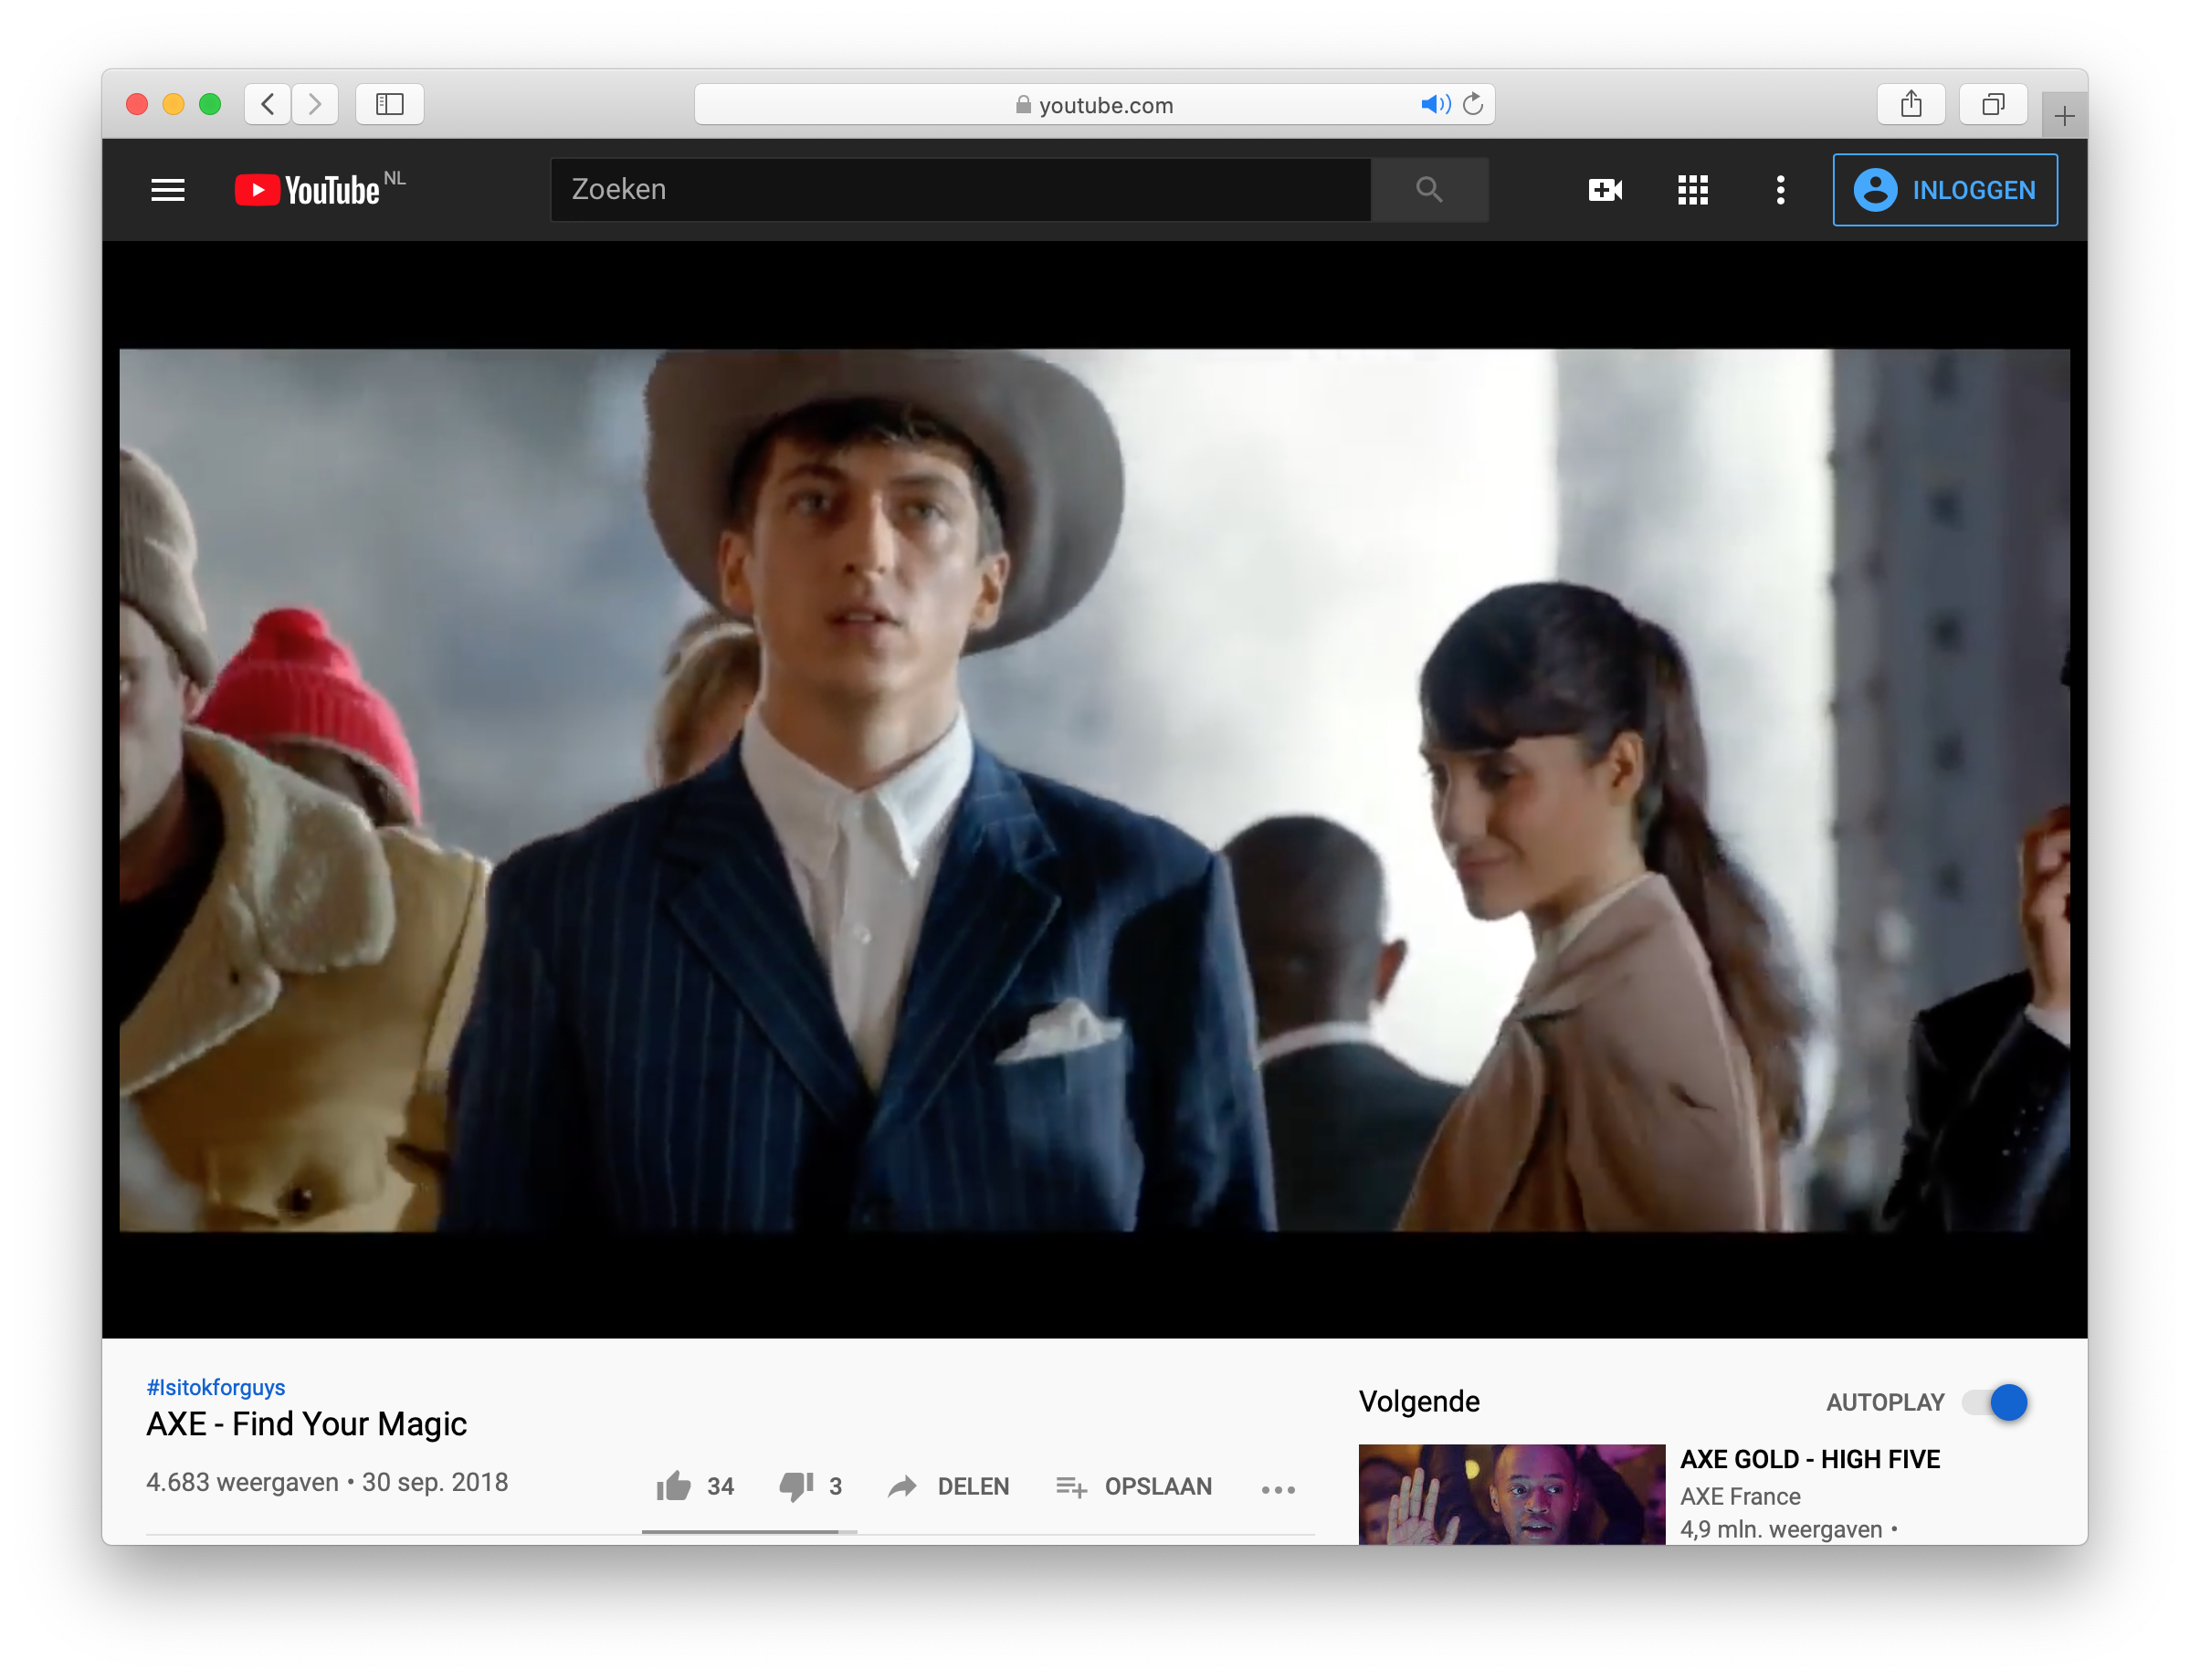 youtube.com
YouTube NL
Zoeken
INLOGGEN
#Isitokforguys
AXE - Find Your Magic
4.683 weergaven • 30 sep. 2018
34
3
DELEN
OPSLAAN
Volgende
AUTOPLAY
AXE GOLD - HIGH FIVE
AXE France
4,9 mln. weergaven •